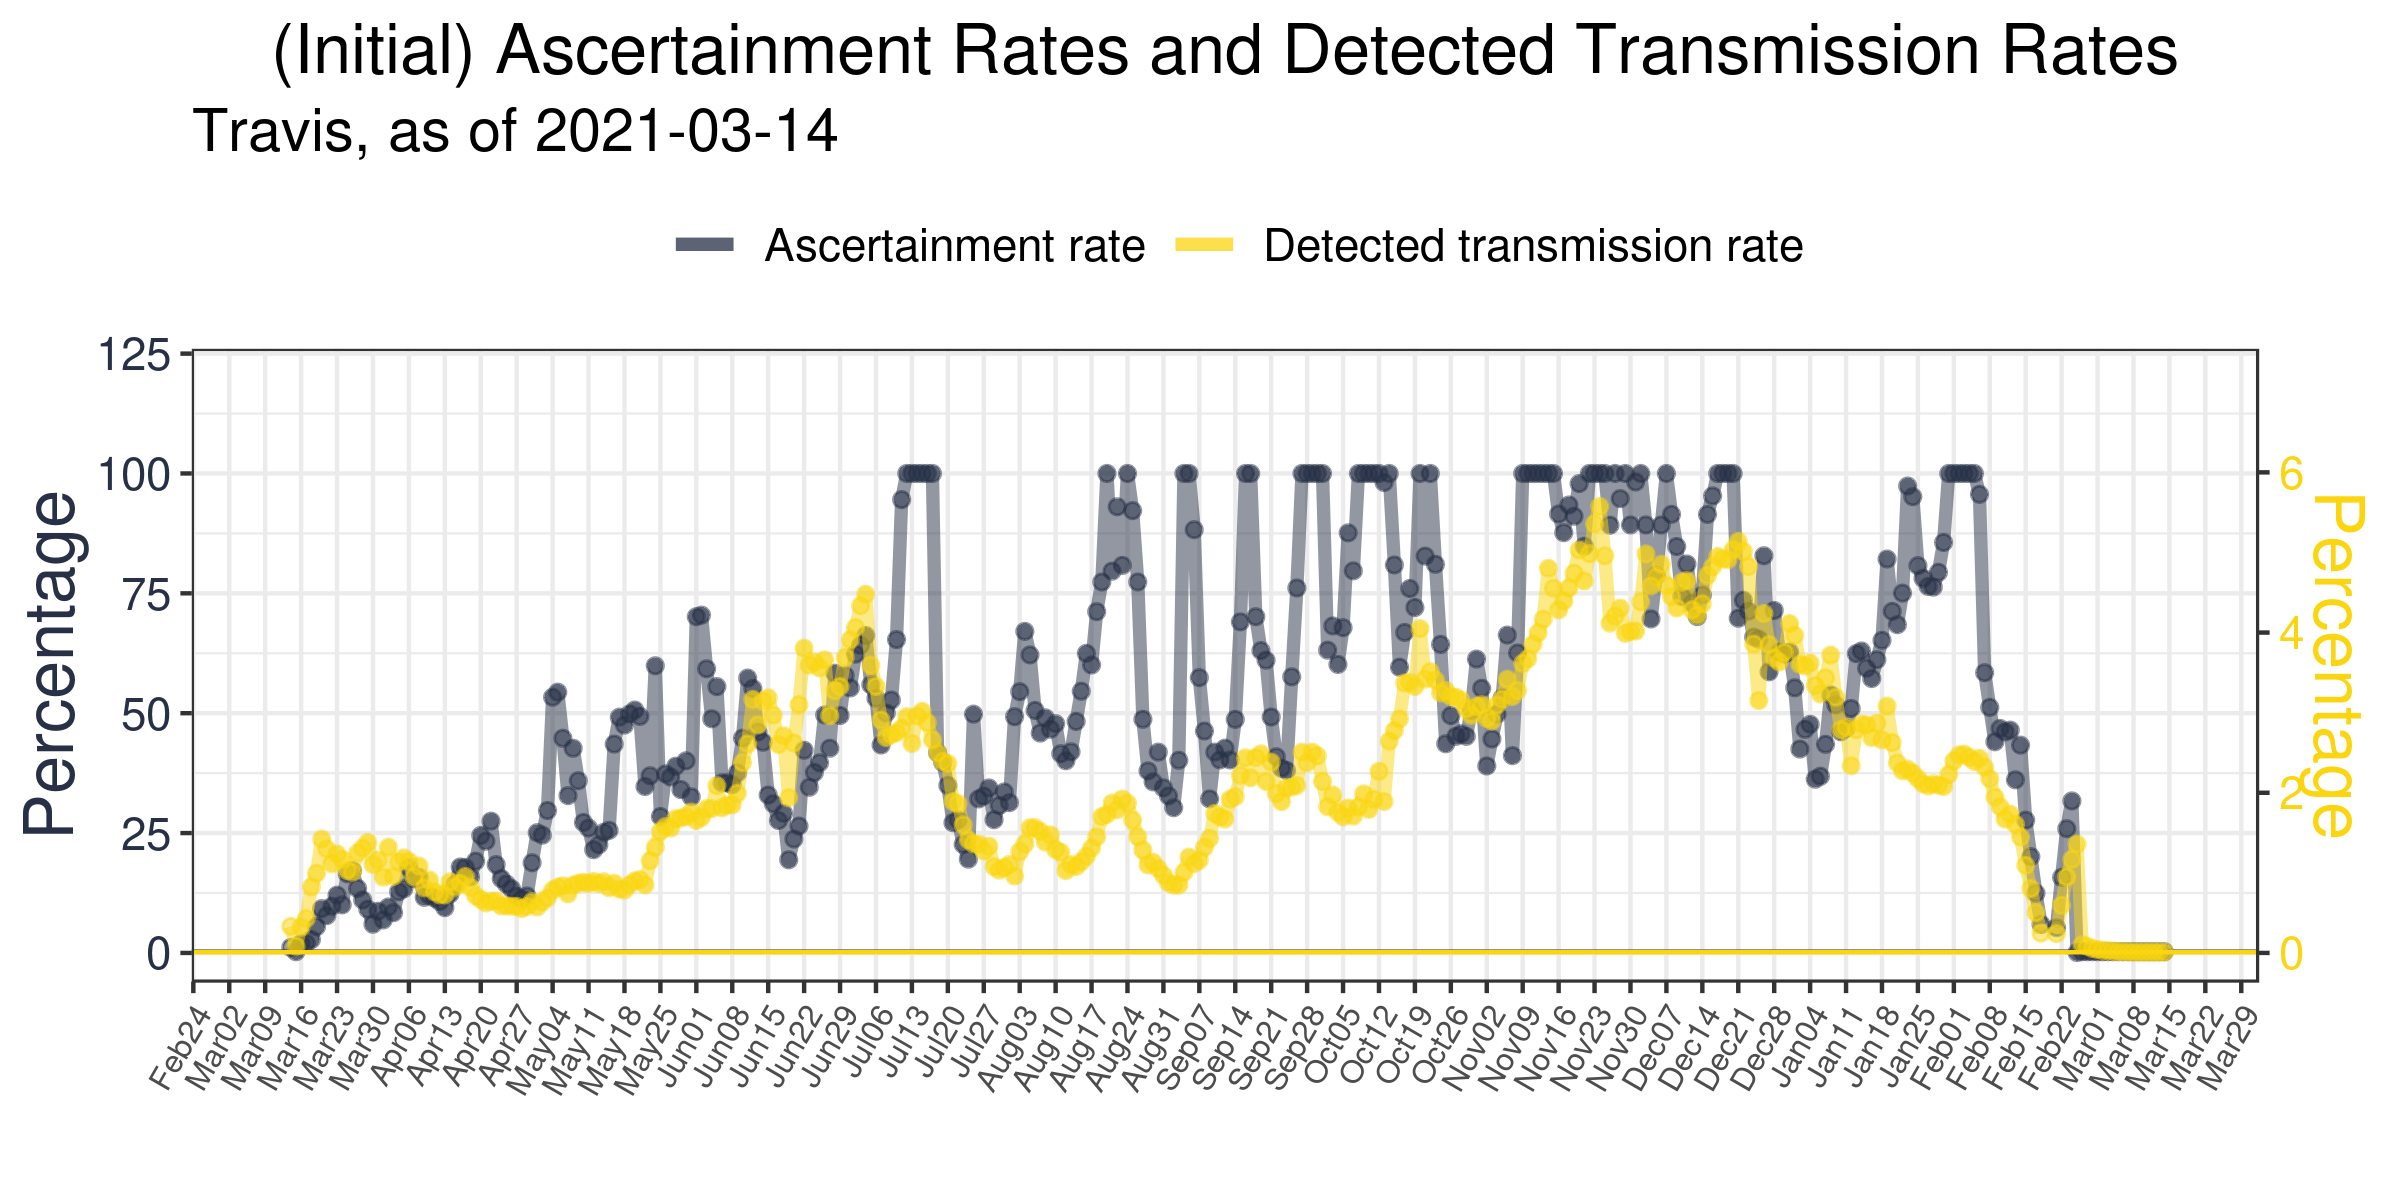 (Initial) Ascertainment Rates and Detected Transmission Rates
Travis, as of 2021-03-14
Ascertainment rate
Detected transmission rate
Percentage
125
100
75
50
25
0
6
4
2
0
Percentage
Feb24
Mar02
Mar09
Mar16
Mar23
Mar30
Apr06
Apr13
Apr20
Apr27
May04
May11
May18
May25
Jun01
Jun08
Jun15
Jun22
Jun29
Jul06
Jul13
Jul20
Jul27
Aug03
Aug10
Aug17
Aug24
Aug31
Sep07
Sep14
Sep21
Sep28
Oct05
Oct12
Oct19
Oct26
Nov02
Nov09
Nov16
Nov23
Nov30
Dec07
Dec14
Dec21
Dec28
Jan04
Jan11
Jan18
Jan25
Feb01
Feb08
Feb15
Feb22
Mar01
Mar08
Mar15
Mar22
Mar29